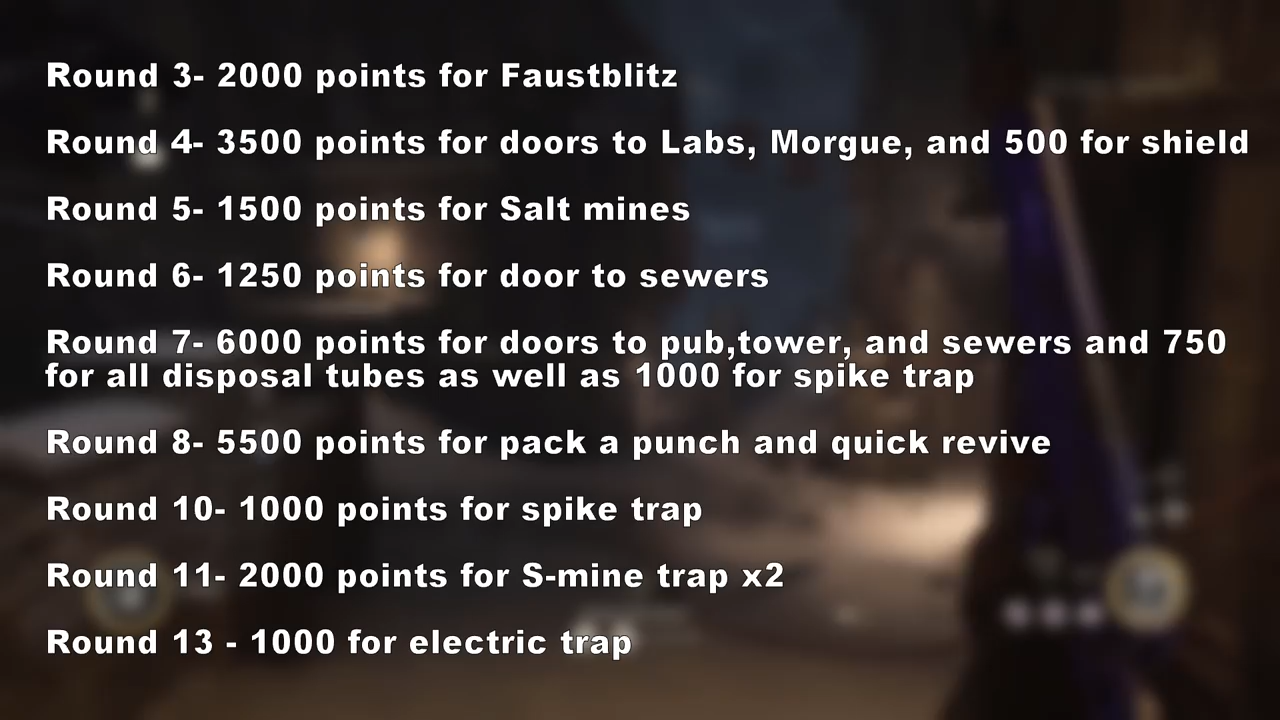 Round 3- 2000 points for Faustblitz
Round 4- 3500 points for doors to Labs, Morgue, and 500 for shield
Round 5- 1500 points for Salt mines
Round 6- 1250 points for door to sewers
Round 7- 6000 points for doors to pub,tower, and sewers and 750
for all disposal tubes as well as 1000 for spike trap
Round 8- 5500 points for pack a punch and quick revive
Round 10- 1000 points for spike trap
Round 11- 2000 points for S-mine trap x2
Round 13 - 1000 for electric trap